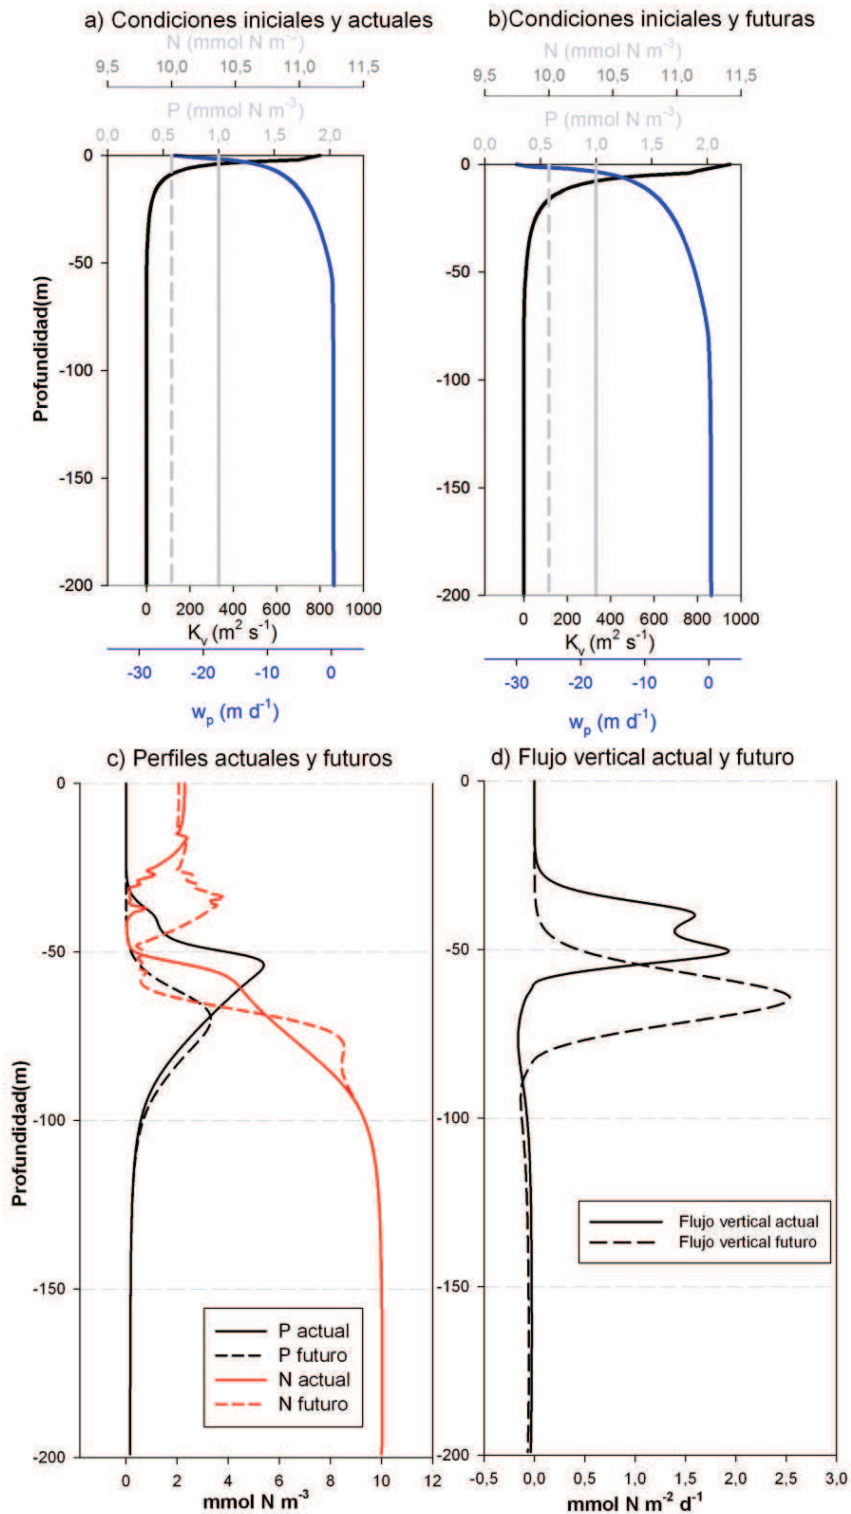 a) Condiciones iniciales y actuales
N (mmol N m⁻³)
9,5 10,0 10,5 11,0 11,5
P (mmol N m⁻³)
0,0 0,5 1,0 1,5 2,0
0
-50
-100
-150
-200
Profundidad(m)
0 200 400 600 800 1000
Kᵥ (m² s⁻¹)
-30 -20 -10 0
wₚ (m d⁻¹)
b)Condiciones iniciales y futuras
N (mmol N m⁻³)
9,5 10,0 10,5 11,0 11,5
P (mmol N m⁻³)
0,0 0,5 1,0 1,5 2,0
0
-50
-100
-150
-200
0 200 400 600 800 1000
Kᵥ (m² s⁻¹)
-30 -20 -10 0
wₚ (m d⁻¹)
c) Perfiles actuales y futuros
0
-50
-100
-150
-200
Profundidad(m)
P actual
P futuro
N actual
N futuro
0 2 4 6 8 10 12
mmol N m⁻³
d) Flujo vertical actual y futuro
0
-50
-100
-150
-200
Flujo vertical actual
Flujo vertical futuro
-0,5 0,0 0,5 1,0 1,5 2,0 2,5 3,0
mmol N m⁻² d⁻¹